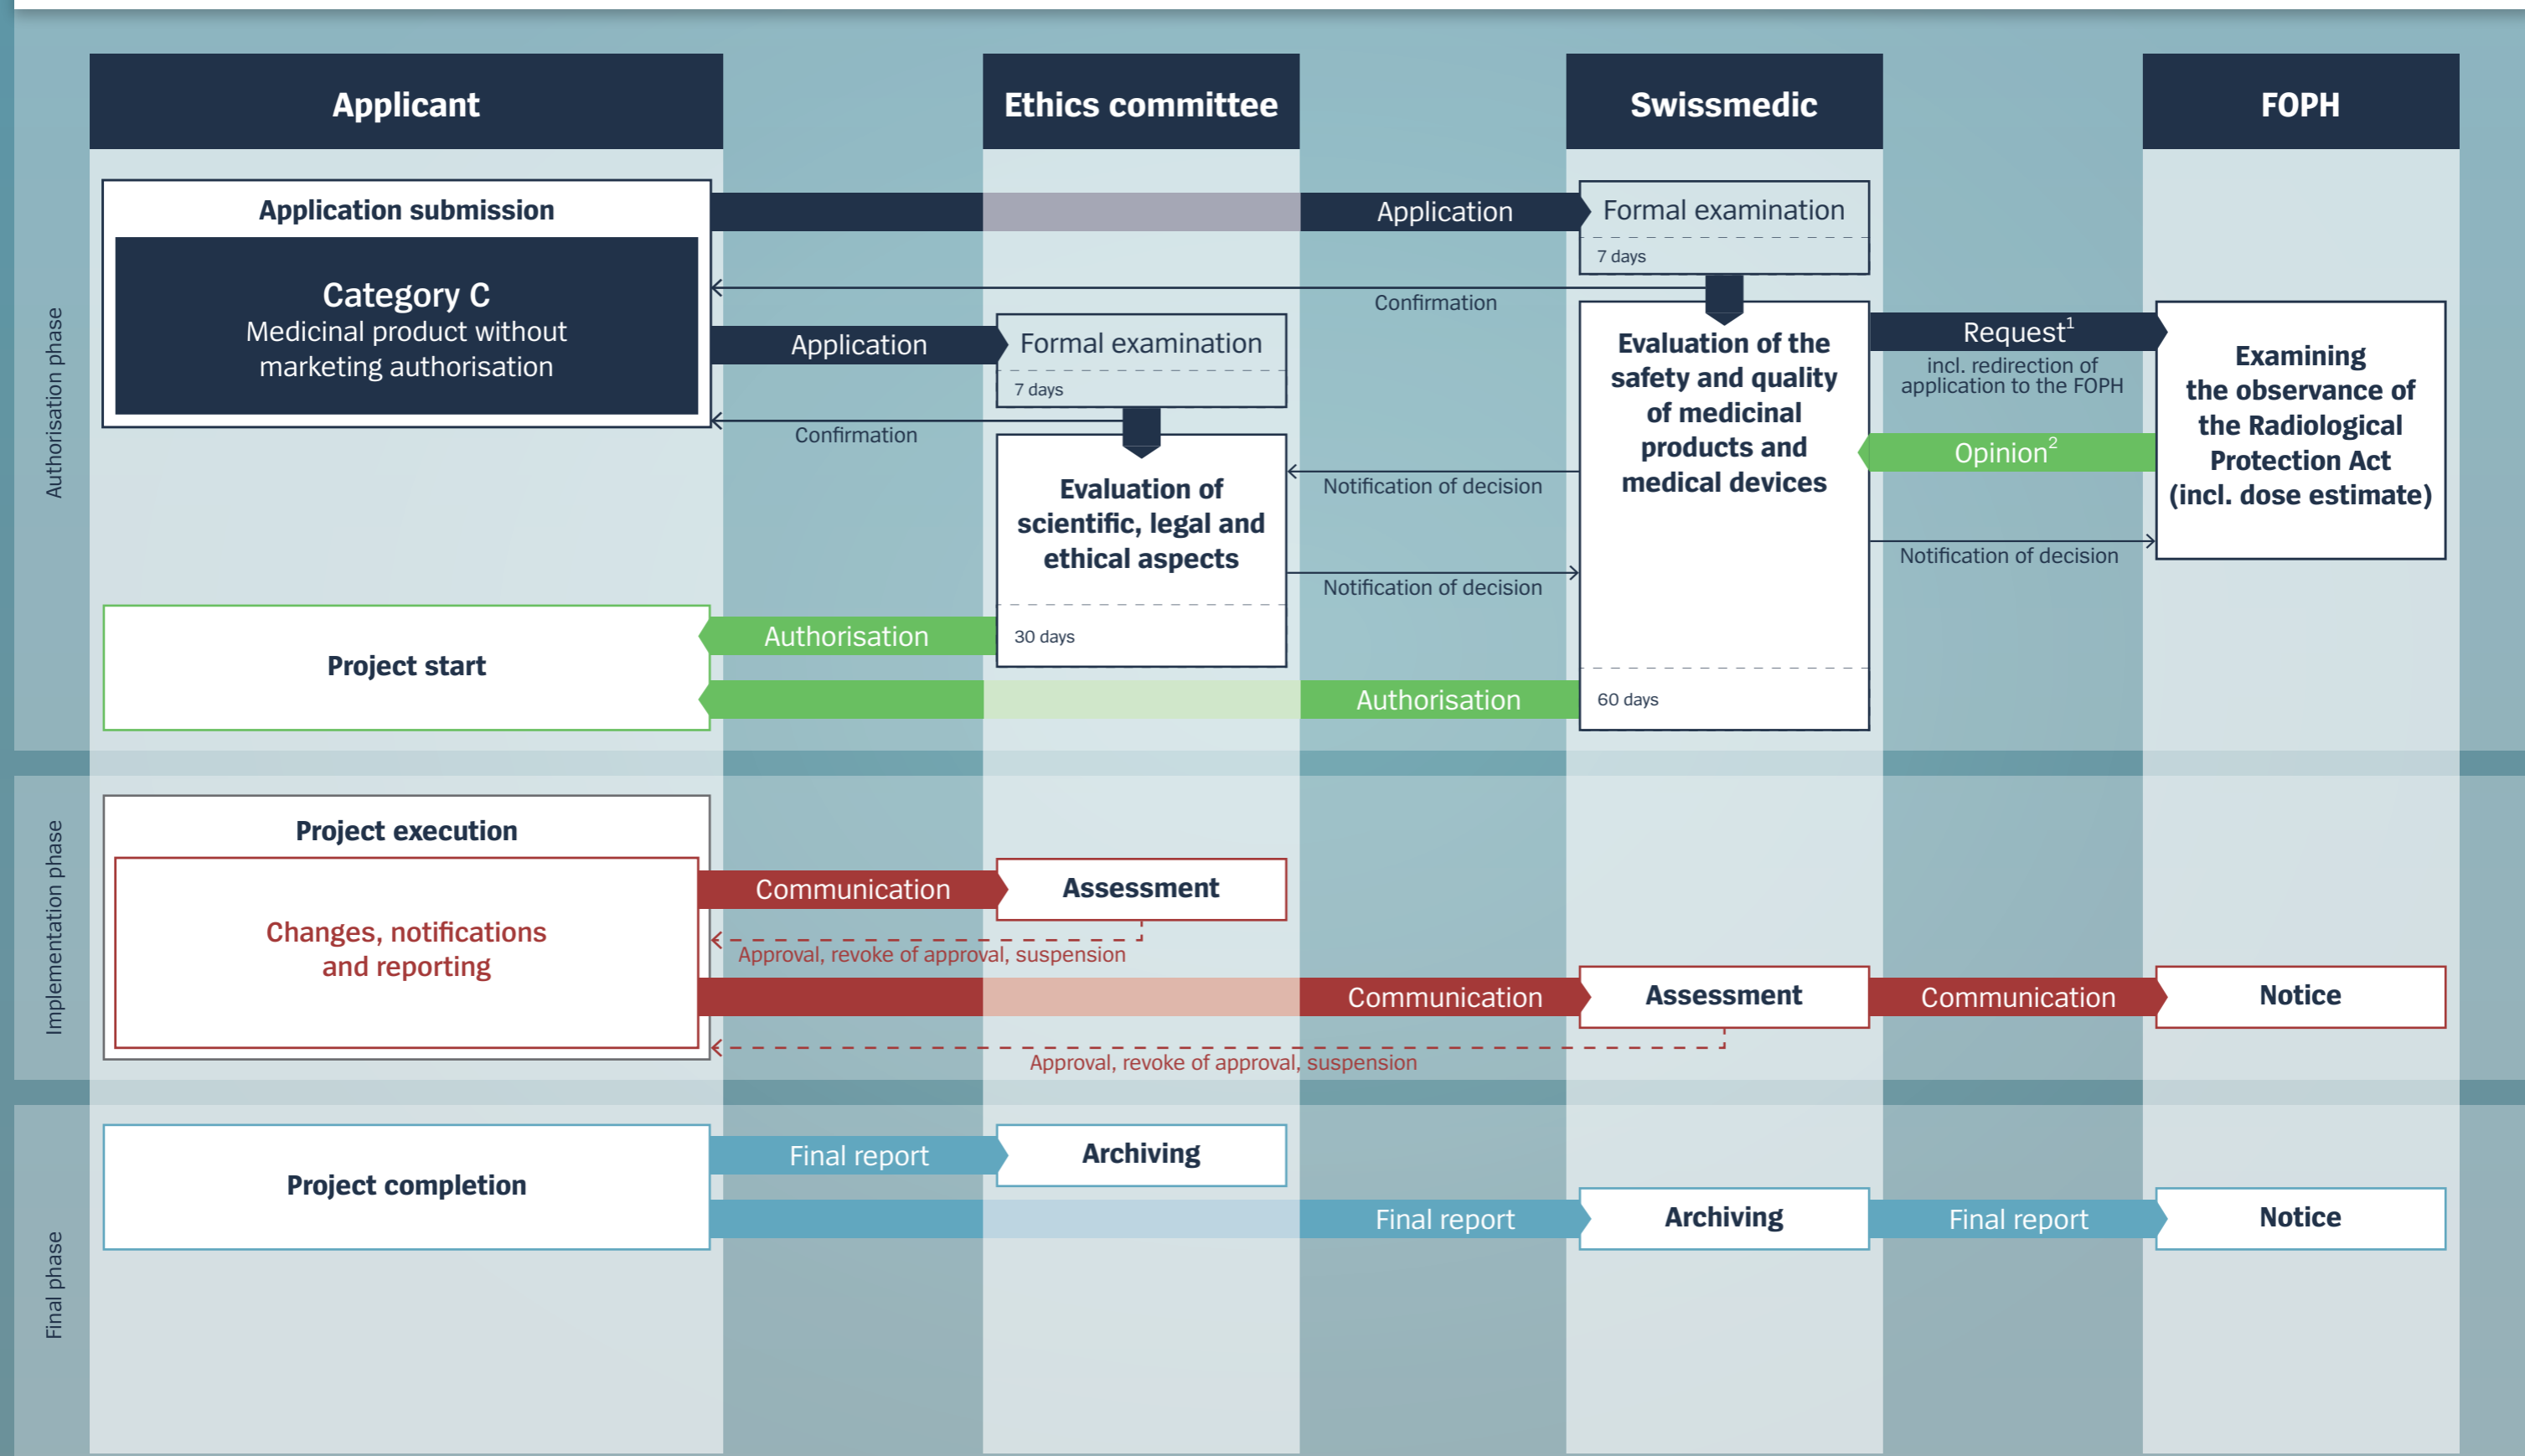 Applicant
Ethics committee
Swissmedic
FOPH
Authorisation phase
Application submission
Category C
Medicinal product without
marketing authorisation
Application
Formal examination
7 days
Confirmation
Application
Formal examination
7 days
Confirmation
Evaluation of
scientific, legal and
ethical aspects
30 days
Evaluation of the
safety and quality
of medicinal
products and
medical devices
60 days
Request1
incl. redirection of
application to the FOPH
Opinion2
Examining
the observance of
the Radiological
Protection Act
(incl. dose estimate)
Notification of decision
Notification of decision
Notification of decision
Authorisation
Authorisation
Project start
Implementation phase
Project execution
Changes, notifications
and reporting
Communication
Assessment
Approval, revoke of approval, suspension
Communication
Assessment
Communication
Notice
Approval, revoke of approval, suspension
Final phase
Project completion
Final report
Archiving
Final report
Archiving
Final report
Notice